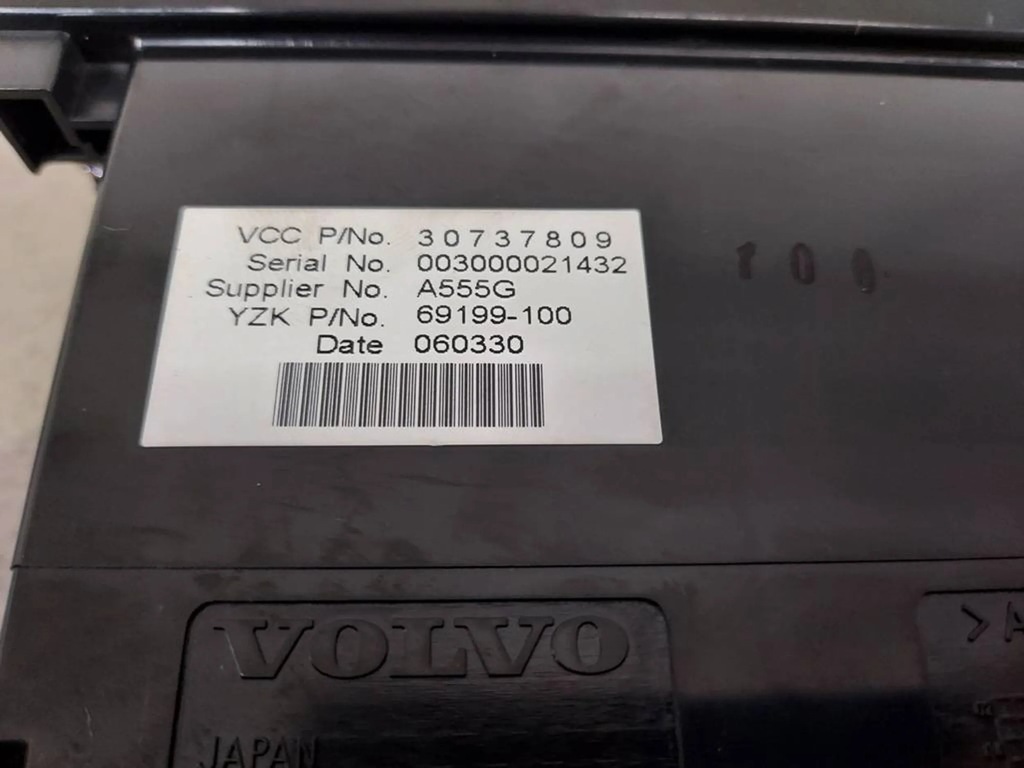 VCC P/No. 30737809
Serial No. 003000021432
Supplier No. A555G
YZK P/No. 69199-100
Date 060330
100
VOLVO
JAPAN
>A